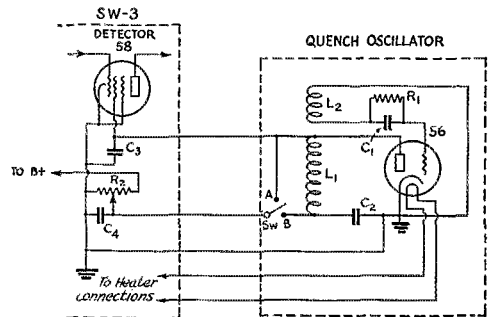 SW-3
DETECTOR
58
QUENCH OSCILLATOR
L2
R1
C1
56
C3
L1
TO B+
R2
A
C4
Sw
B
C2
To Heater
connections